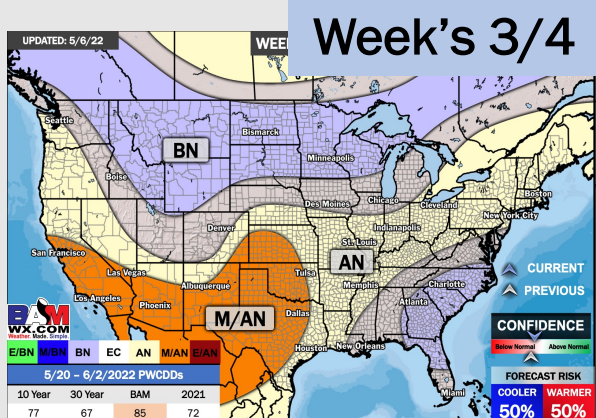 Week's 3/4
UPDATED: 5/6/22
WEE
Seattle
Bismarck
BN
Minneapolis
Boise
Boston
Des Moines
Chicago
Cleveland
New York City
Denver
Indianapolis
San Francisco
St. Louis
AN
Las Vegas
Tulsa
Memphis
Charlotte
CURRENT
Albuquerque
PREVIOUS
Los Angeles
Phoenix
Atlanta
M/AN
Dallas
BAM
WX.COM
Weather. Made. Simple.
CONFIDENCE
Houston
New Orleans
Below Normal
Above Normal
E/BN M/BN BN EC AN M/AN E/AN
5/20 – 6/2/2022 PWCDDs
FORECAST RISK
Miami
COOLER WARMER
10 Year 30 Year BAM 2021
77 67 85 72
50% 50%